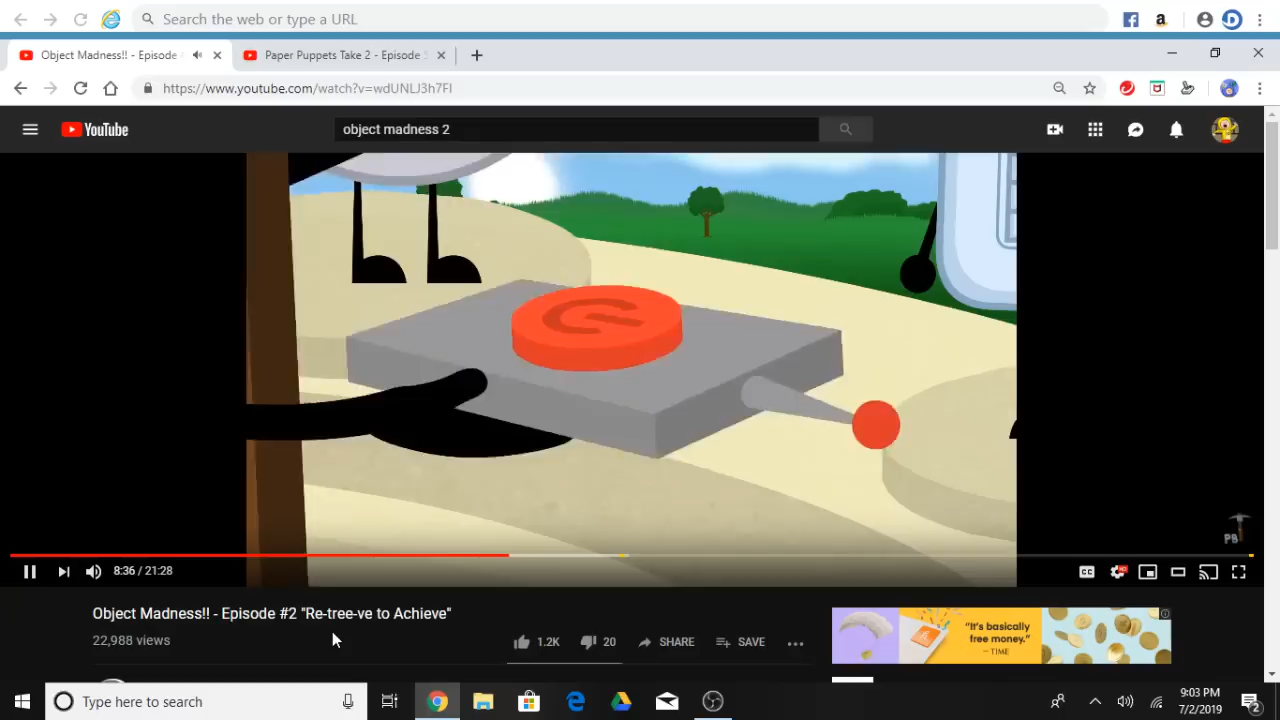 Search the web or type a URL
Object Madness!! - Episode
Paper Puppets Take 2 - Episode
https://www.youtube.com/watch?v=wdUNLJ3h7FI
YouTube
object madness 2
PB
8:36 / 21:28
CC
HD
Object Madness!! - Episode #2 "Re-tree-ve to Achieve"
22,988 views
1.2K
20
SHARE
SAVE
"It's basically
free money."
— TIME
Type here to search
9:03 PM
7/2/2019
2